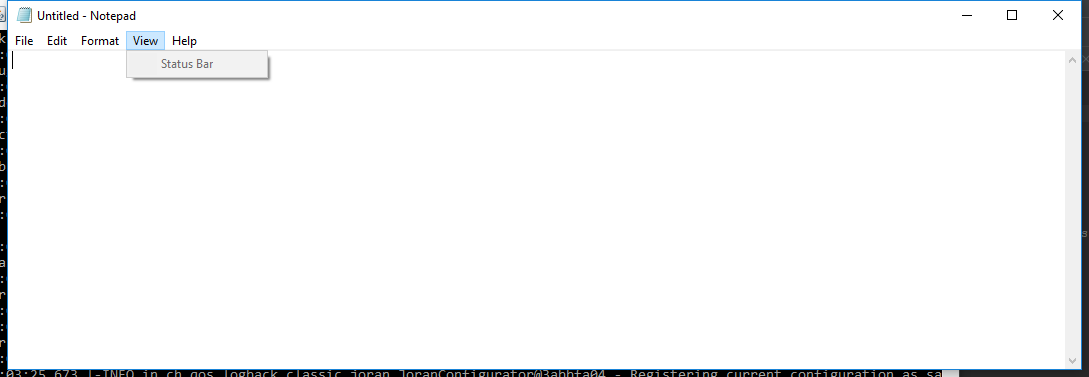 Untitled - Notepad
File Edit Format View Help
Status Bar
:03:25,673 |-INFO in ch.qos.logback.classic.joran.JoranConfigurator@3abbfa04 - Registering current configuration as sa